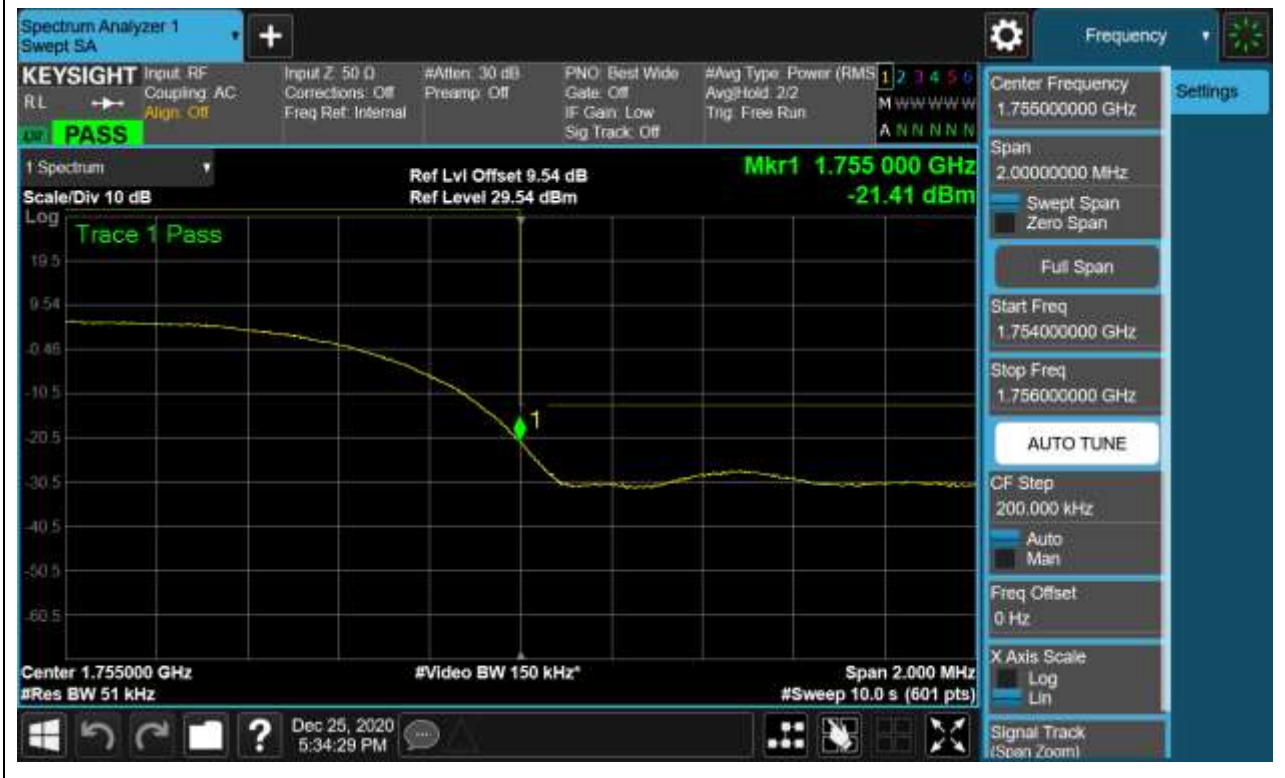 Spectrum Analyzer 1
Swept SA
+
Frequency
KEYSIGHT
RL
PASS
Input: RF
Coupling: AC
Align: Off
Input Z: 50 Ω
Corrections: Off
Freq Ref: Internal
#Atten: 30 dB
Preamp: Off
PNO: Best Wide
Gate: Off
IF Gain: Low
Sig Track: Off
#Avg Type: Power (RMS
Avg|Hold: 2/2
Trig: Free Run
1 2 3 4 5 6
M W W W W W
A N N N N N
1 Spectrum
Scale/Div 10 dB
Ref Lvl Offset 9.54 dB
Ref Level 29.54 dBm
Mkr1 1.755 000 GHz
-21.41 dBm
Log
Trace 1 Pass
19.5
9.54
-0.46
-10.5
-20.5
-30.5
-40.5
-50.5
-60.5
1
Center 1.755000 GHz
#Res BW 51 kHz
#Video BW 150 kHz*
Span 2.000 MHz
#Sweep 10.0 s (601 pts)
Center Frequency
1.755000000 GHz
Settings
Span
2.00000000 MHz
Swept Span
Zero Span
Full Span
Start Freq
1.754000000 GHz
Stop Freq
1.756000000 GHz
AUTO TUNE
CF Step
200.000 kHz
Auto
Man
Freq Offset
0 Hz
X Axis Scale
Log
Lin
Signal Track
(Span Zoom)
?
Dec 25, 2020
5:34:29 PM